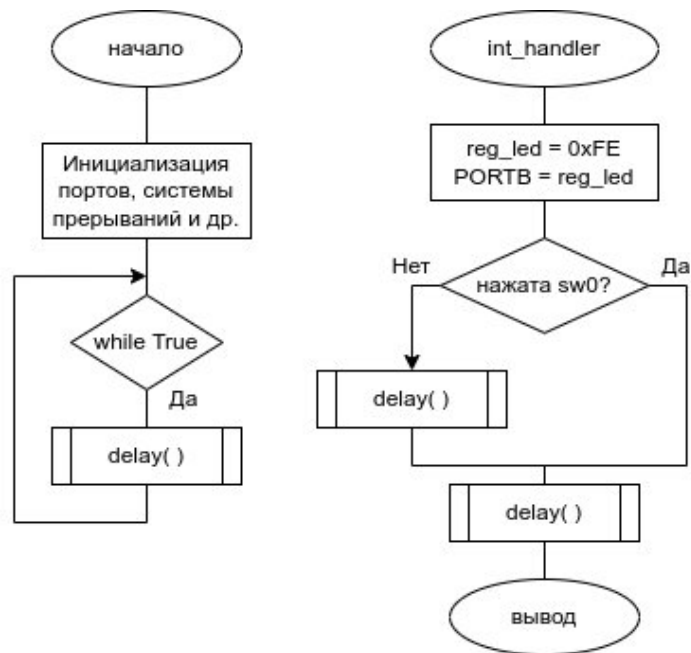 начало
Инициализация
портов, системы
прерываний и др.
while True
Да
delay( )
int_handler
reg_led = 0xFE
PORTB = reg_led
Нет
нажата sw0?
Да
delay( )
delay( )
вывод